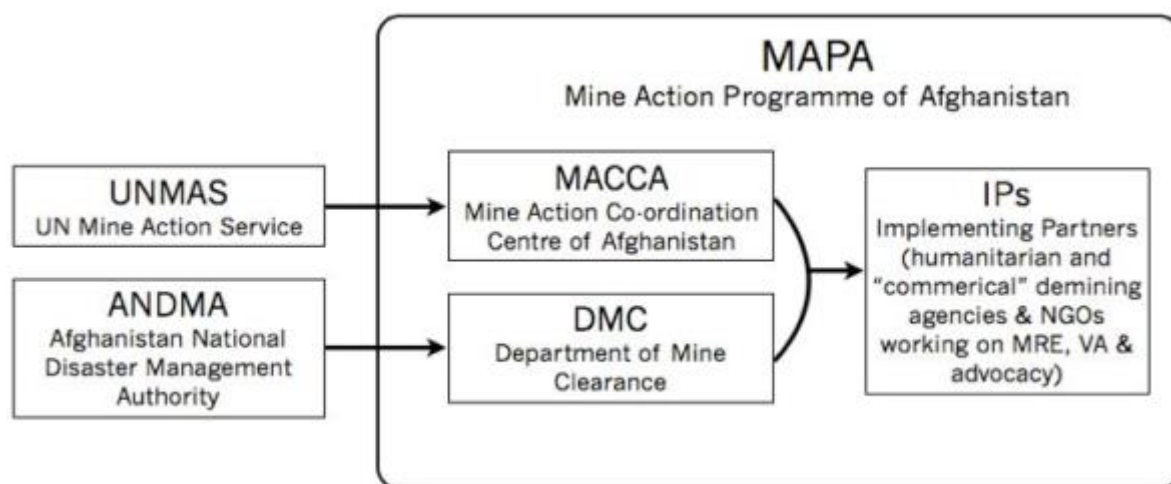 MAPA
Mine Action Programme of Afghanistan
UNMAS
UN Mine Action Service
ANDMA
Afghanistan National
Disaster Management
Authority
MACCA
Mine Action Co-ordination
Centre of Afghanistan
DMC
Department of Mine
Clearance
IPs
Implementing Partners
(humanitarian and
“commerical” demining
agencies & NGOs
working on MRE, VA &
advocacy)